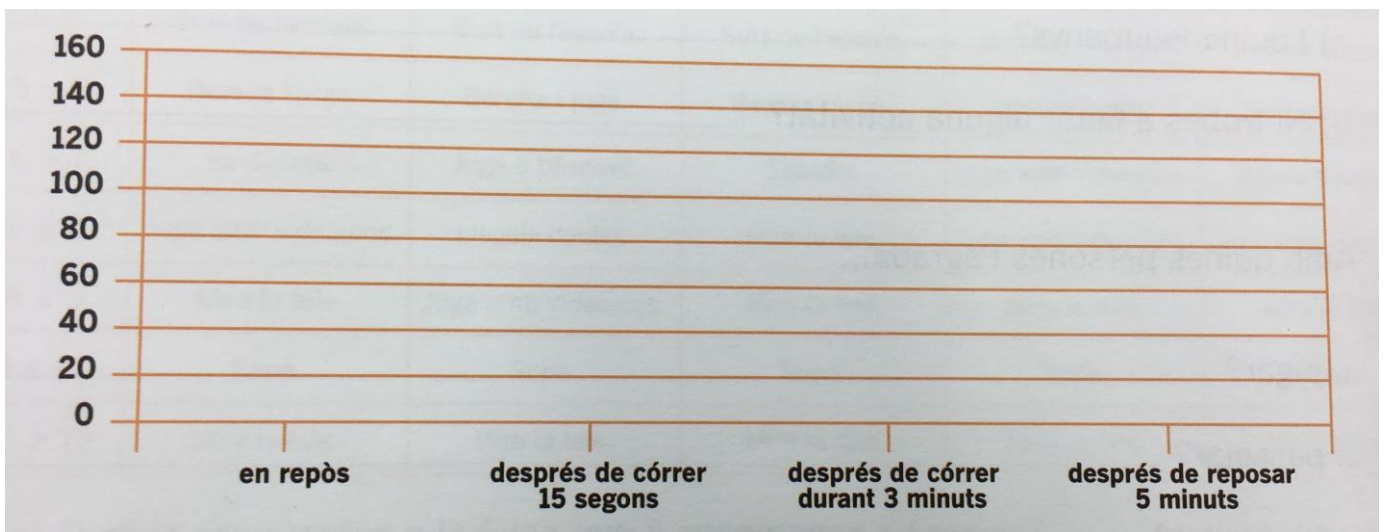 160
140
120
100
80
60
40
20
0
en repòs
després de córrer
15 segons
després de córrer
durant 3 minuts
després de reposar
5 minuts